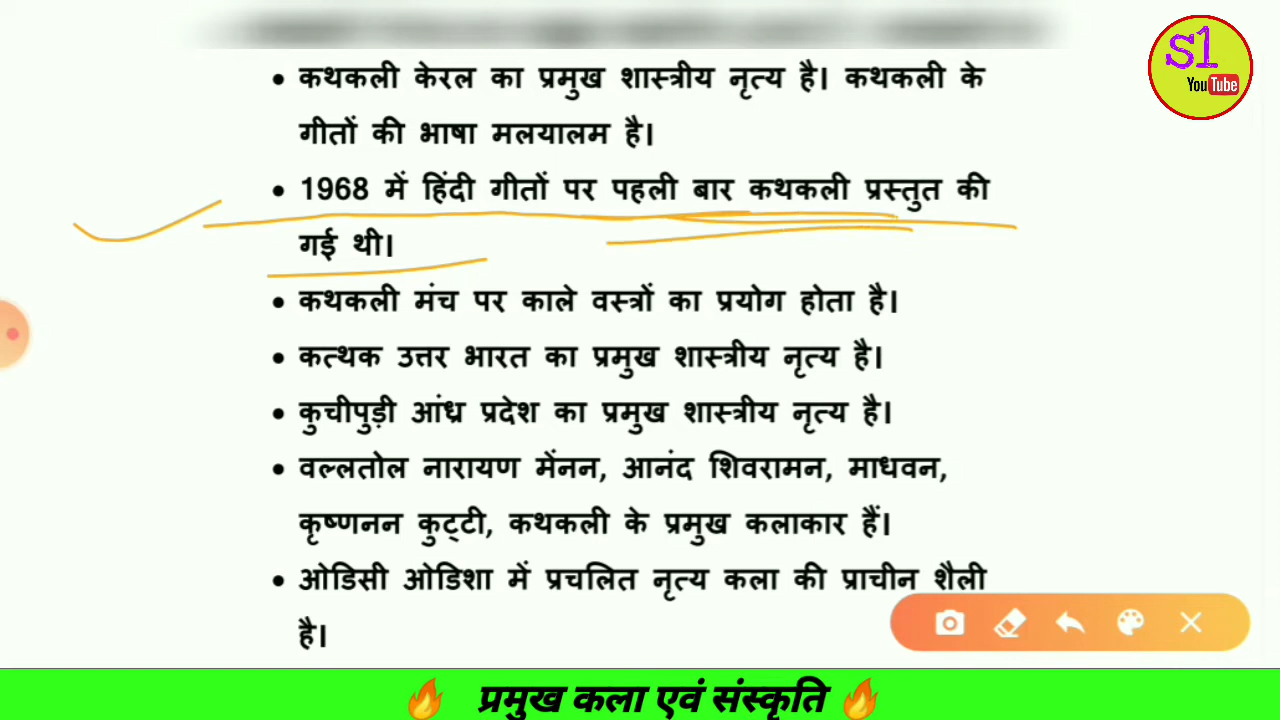 S1
YouTube
कथकली केरल का प्रमुख शास्त्रीय नृत्य है। कथकली के
गीतों की भाषा मलयालम है।
1968 में हिंदी गीतों पर पहली बार कथकली प्रस्तुत की
गई थी।
कथकली मंच पर काले वस्त्रों का प्रयोग होता है।
कत्थक उत्तर भारत का प्रमुख शास्त्रीय नृत्य है।
कुचीपुड़ी आंध्र प्रदेश का प्रमुख शास्त्रीय नृत्य है।
वल्लतोल नारायण मेंनन, आनंद शिवरामन, माधवन,
कृष्णनन कुट्टी, कथकली के प्रमुख कलाकार हैं।
ओडिसी ओडिशा में प्रचलित नृत्य कला की प्राचीन शैली
है।
प्रमुख कला एवं संस्कृति